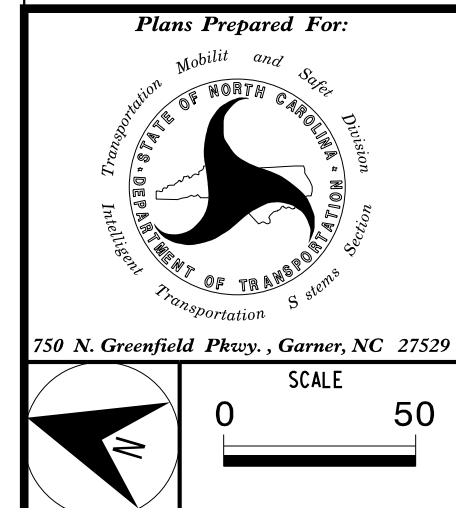 Plans Prepared For:
Transportation Mobilit and Safet Division
STATE OF NORTH CAROLINA
DEPARTMENT OF TRANSPORTATION
Intelligent Transportation S stems Section
750 N. Greenfield Pkwy. , Garner, NC 27529
N
SCALE
0 50